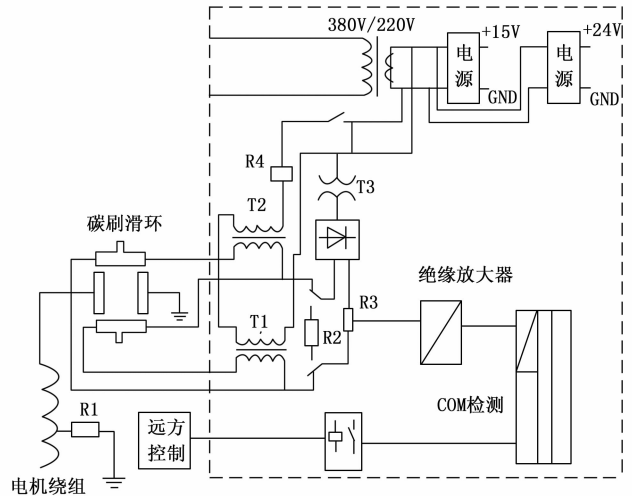 380V/220V
+15V
+24V
电源
电源
GND
GND
R4
T3
T2
碳刷滑环
绝缘放大器
R3
T1
R2
COM检测
R1
远方
控制
电机绕组